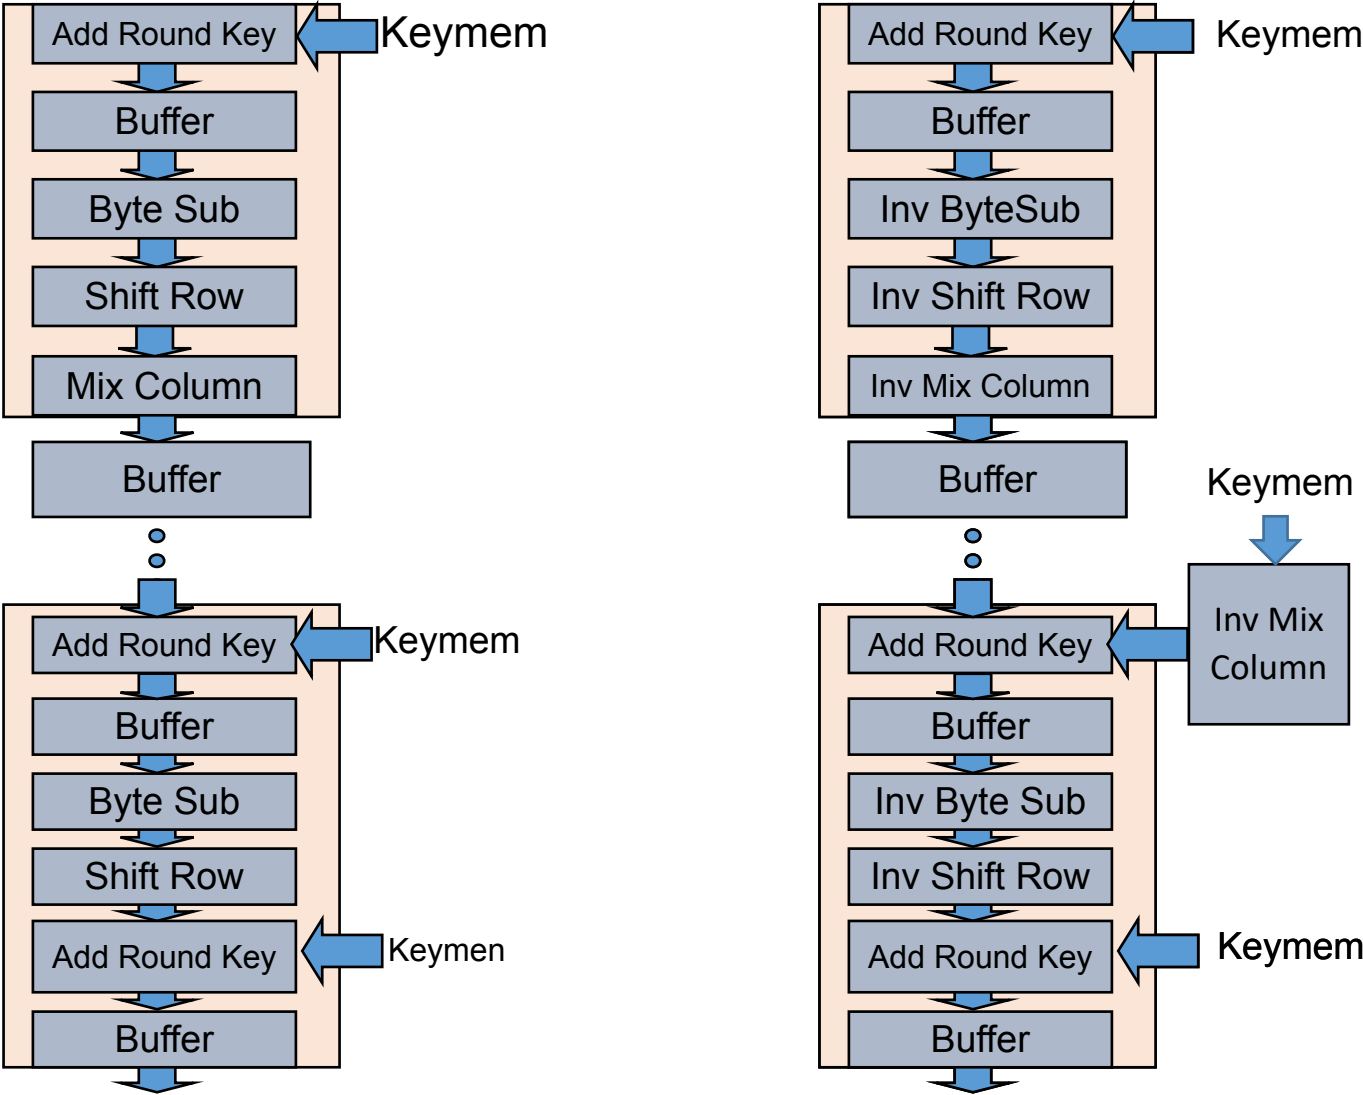 Add Round Key
Keymem
Buffer
Byte Sub
Shift Row
Mix Column
Buffer
Add Round Key
Keymem
Buffer
Byte Sub
Shift Row
Add Round Key
Keymen
Buffer
Add Round Key
Keymem
Buffer
Inv ByteSub
Inv Shift Row
Inv Mix Column
Buffer
Keymem
Inv Mix
Column
Add Round Key
Buffer
Inv Byte Sub
Inv Shift Row
Add Round Key
Keymem
Buffer